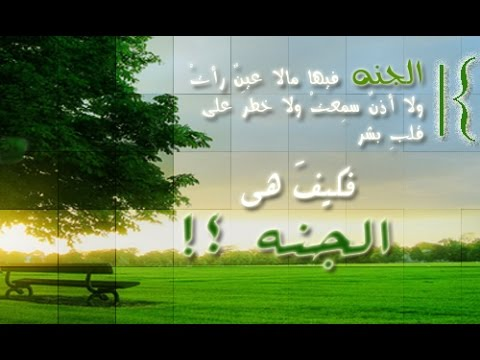 الجنه فيها مالا عين رأت
ولا أذن سمعت ولا خطر على
قلب بشر
فكيفَ هى
الجنه ؟!